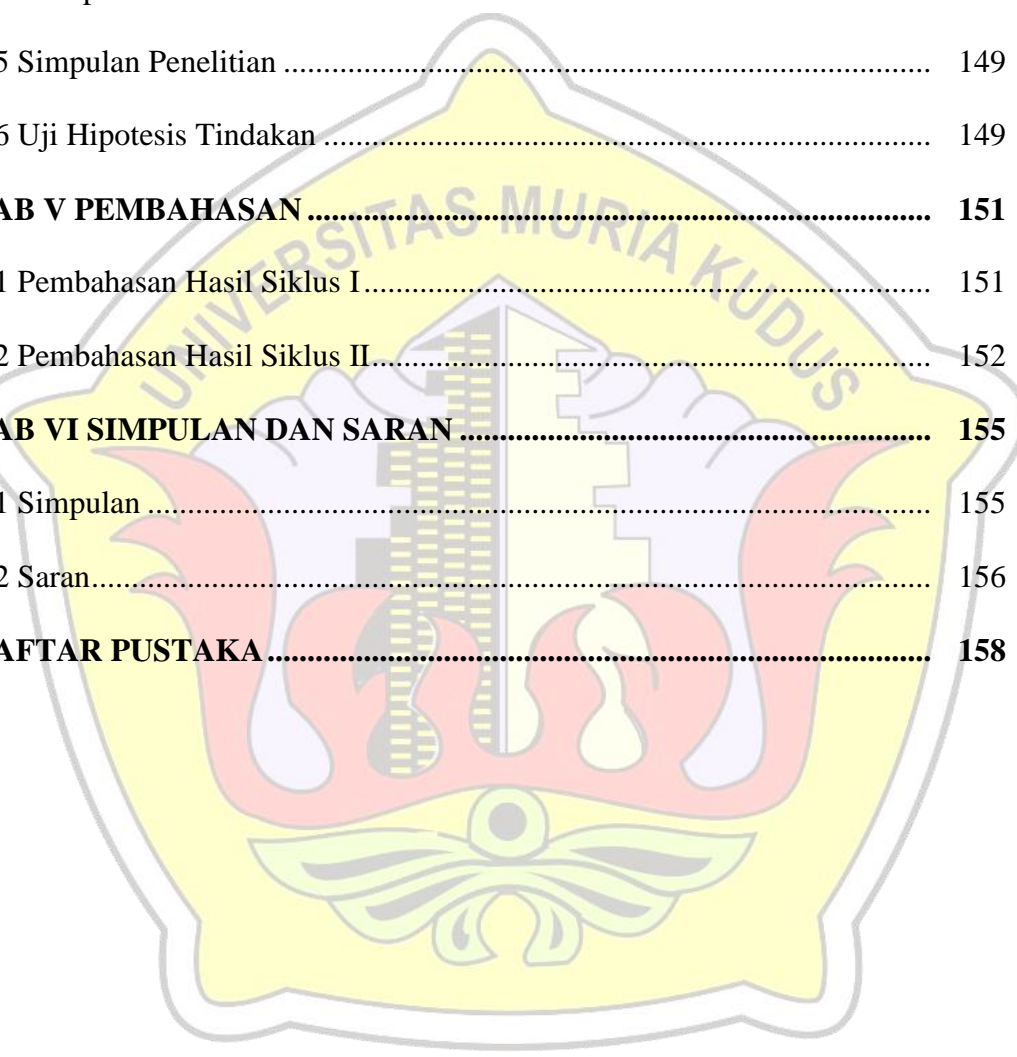 5 Simpulan Penelitian ................................................................................ 149
6 Uji Hipotesis Tindakan ........................................................................... 149
AB V PEMBAHASAN ............................................................................. 151
1 Pembahasan Hasil Siklus I ...................................................................... 151
2 Pembahasan Hasil Siklus II ..................................................................... 152
AB VI SIMPULAN DAN SARAN .......................................................... 155
1 Simpulan ................................................................................................. 155
2 Saran ........................................................................................................ 156
AFTAR PUSTAKA .................................................................................. 158
UNIVERSITAS MURIA KUDUS